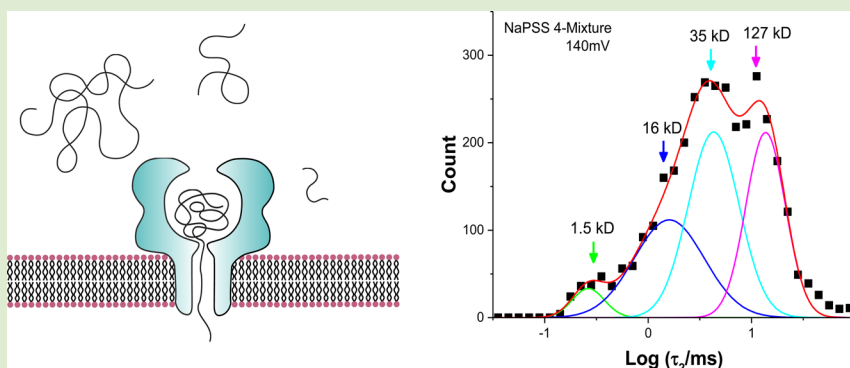 NaPSS 4-Mixture
140mV
35 kD
127 kD
16 kD
1.5 kD
Count
300
200
100
0
-1
0
1
Log (τ₂/ms)